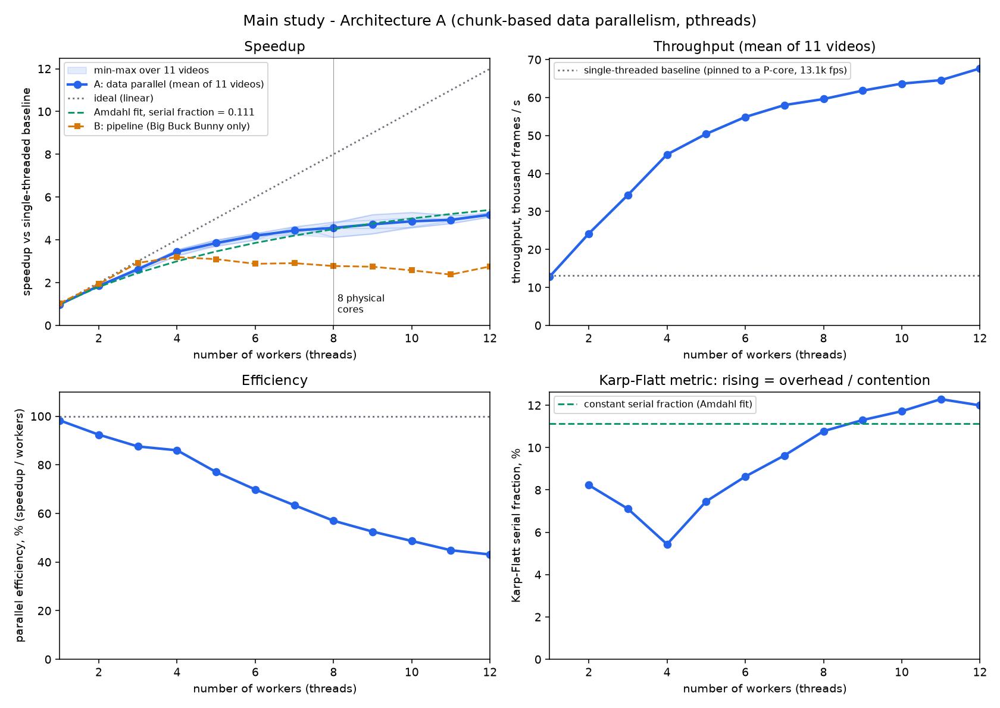 Main study - Architecture A (chunk-based data parallelism, pthreads)
Speedup
min-max over 11 videos
A: data parallel (mean of 11 videos)
ideal (linear)
Amdahl fit, serial fraction = 0.111
B: pipeline (Big Buck Bunny only)
8 physical
cores
speedup vs single-threaded baseline
12
10
8
6
4
2
0
2 4 6 8 10 12
number of workers (threads)
Throughput (mean of 11 videos)
single-threaded baseline (pinned to a P-core, 13.1k fps)
throughput, thousand frames / s
70
60
50
40
30
20
10
0
2 4 6 8 10 12
number of workers (threads)
Efficiency
parallel efficiency, % (speedup / workers)
100
80
60
40
20
0
2 4 6 8 10 12
number of workers (threads)
Karp-Flatt metric: rising = overhead / contention
constant serial fraction (Amdahl fit)
Karp-Flatt serial fraction, %
12
10
8
6
4
2
0
2 4 6 8 10 12
number of workers (threads)